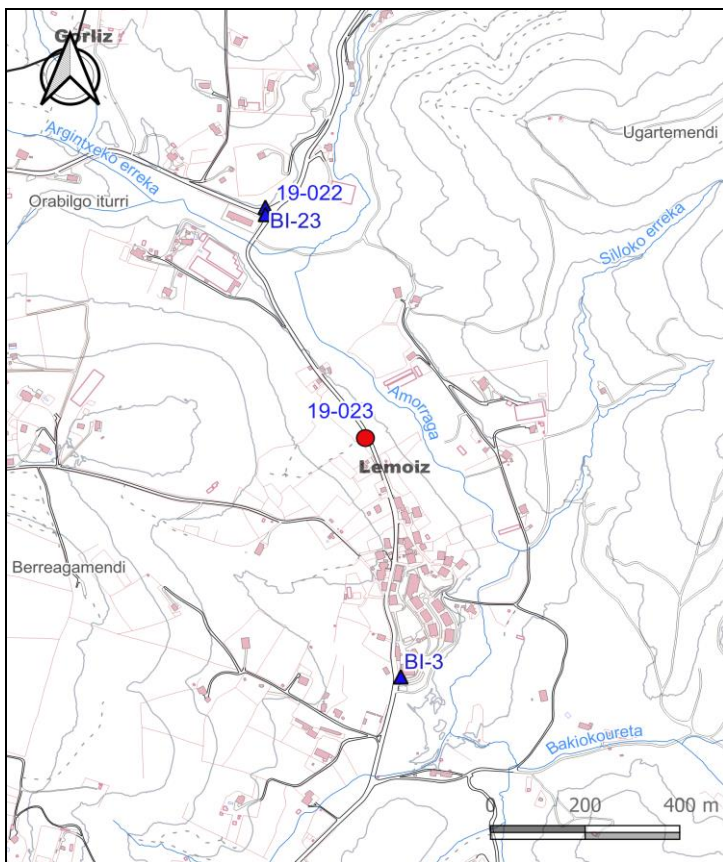 Gorliz
Ugartemendi
Argintxeko erreka
19-022
Orabilgo iturri
BI-23
Silloko erreka
Amorraga
19-023
Lemoiz
Berreagamendi
BI-3
Bakiokoureta
0 200 400 m